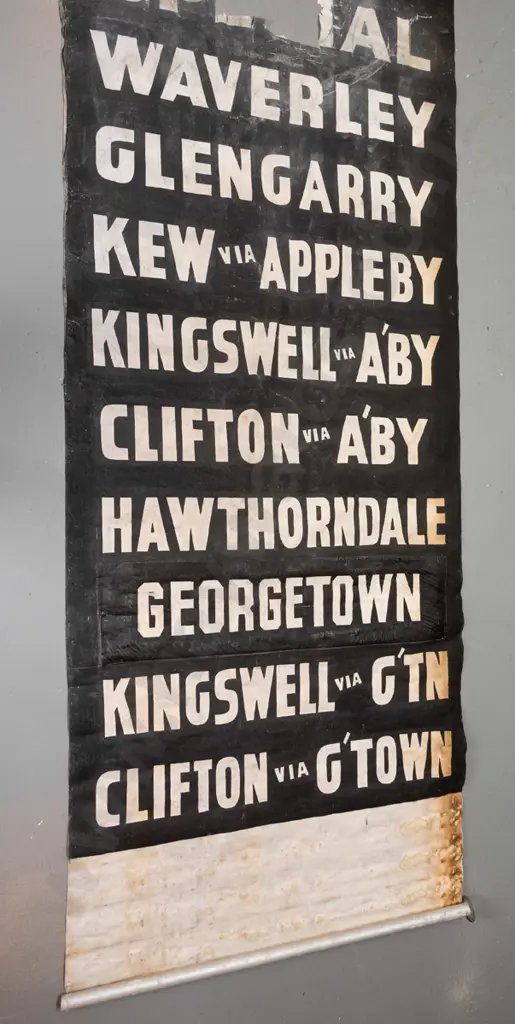 WAVERLEY
GLENGARRY
KEW VIA APPLEBY
KINGSWELL VIA A'BY
CLIFTON VIA A'BY
HAWTHORNDALE
GEORGETOWN
KINGSWELL VIA G'TN
CLIFTON VIA G'TOWN